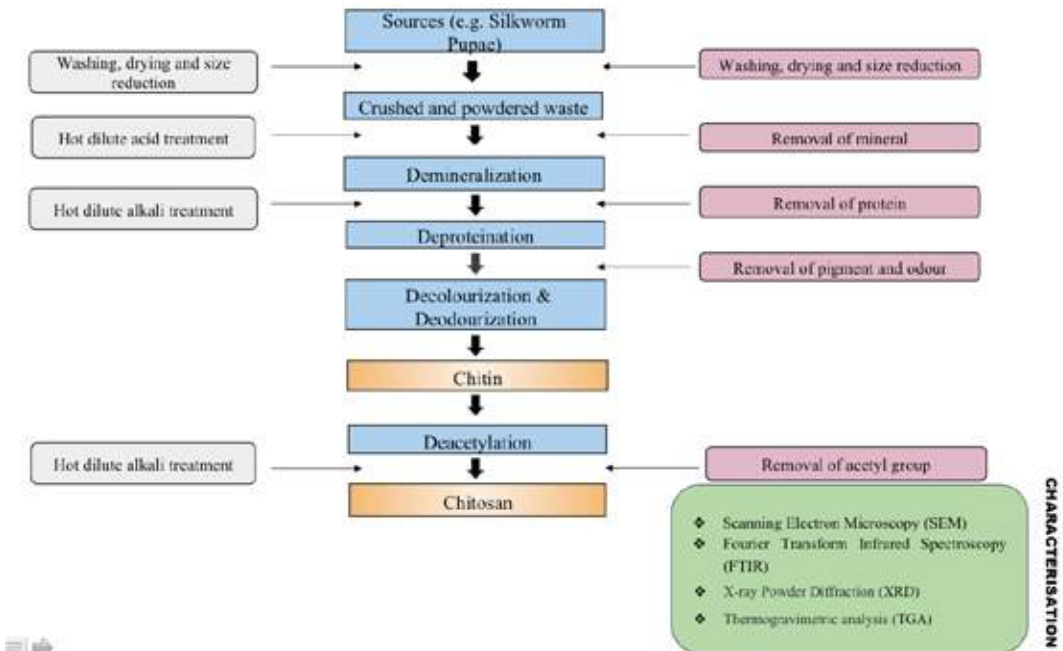 Sources (e.g. Silkworm
Pupae)
Washing, drying and size
reduction
Washing, drying and size reduction
Crushed and powdered waste
Hot dilute acid treatment
Removal of mineral
Demineralization
Hot dilute alkali treatment
Removal of protein
Deproteination
Removal of pigment and odour
Decolourization &
Deodourization
Chitin
Deacetylation
Hot dilute alkali treatment
Removal of acetyl group
Chitosan
❖ Scanning Electron Microscopy (SEM)
❖ Fourier Transform Infrared Spectroscopy
(FTIR)
❖ X-ray Powder Diffraction (XRD)
❖ Thermogravimetric analysis (TGA)
CHARACTERISATION